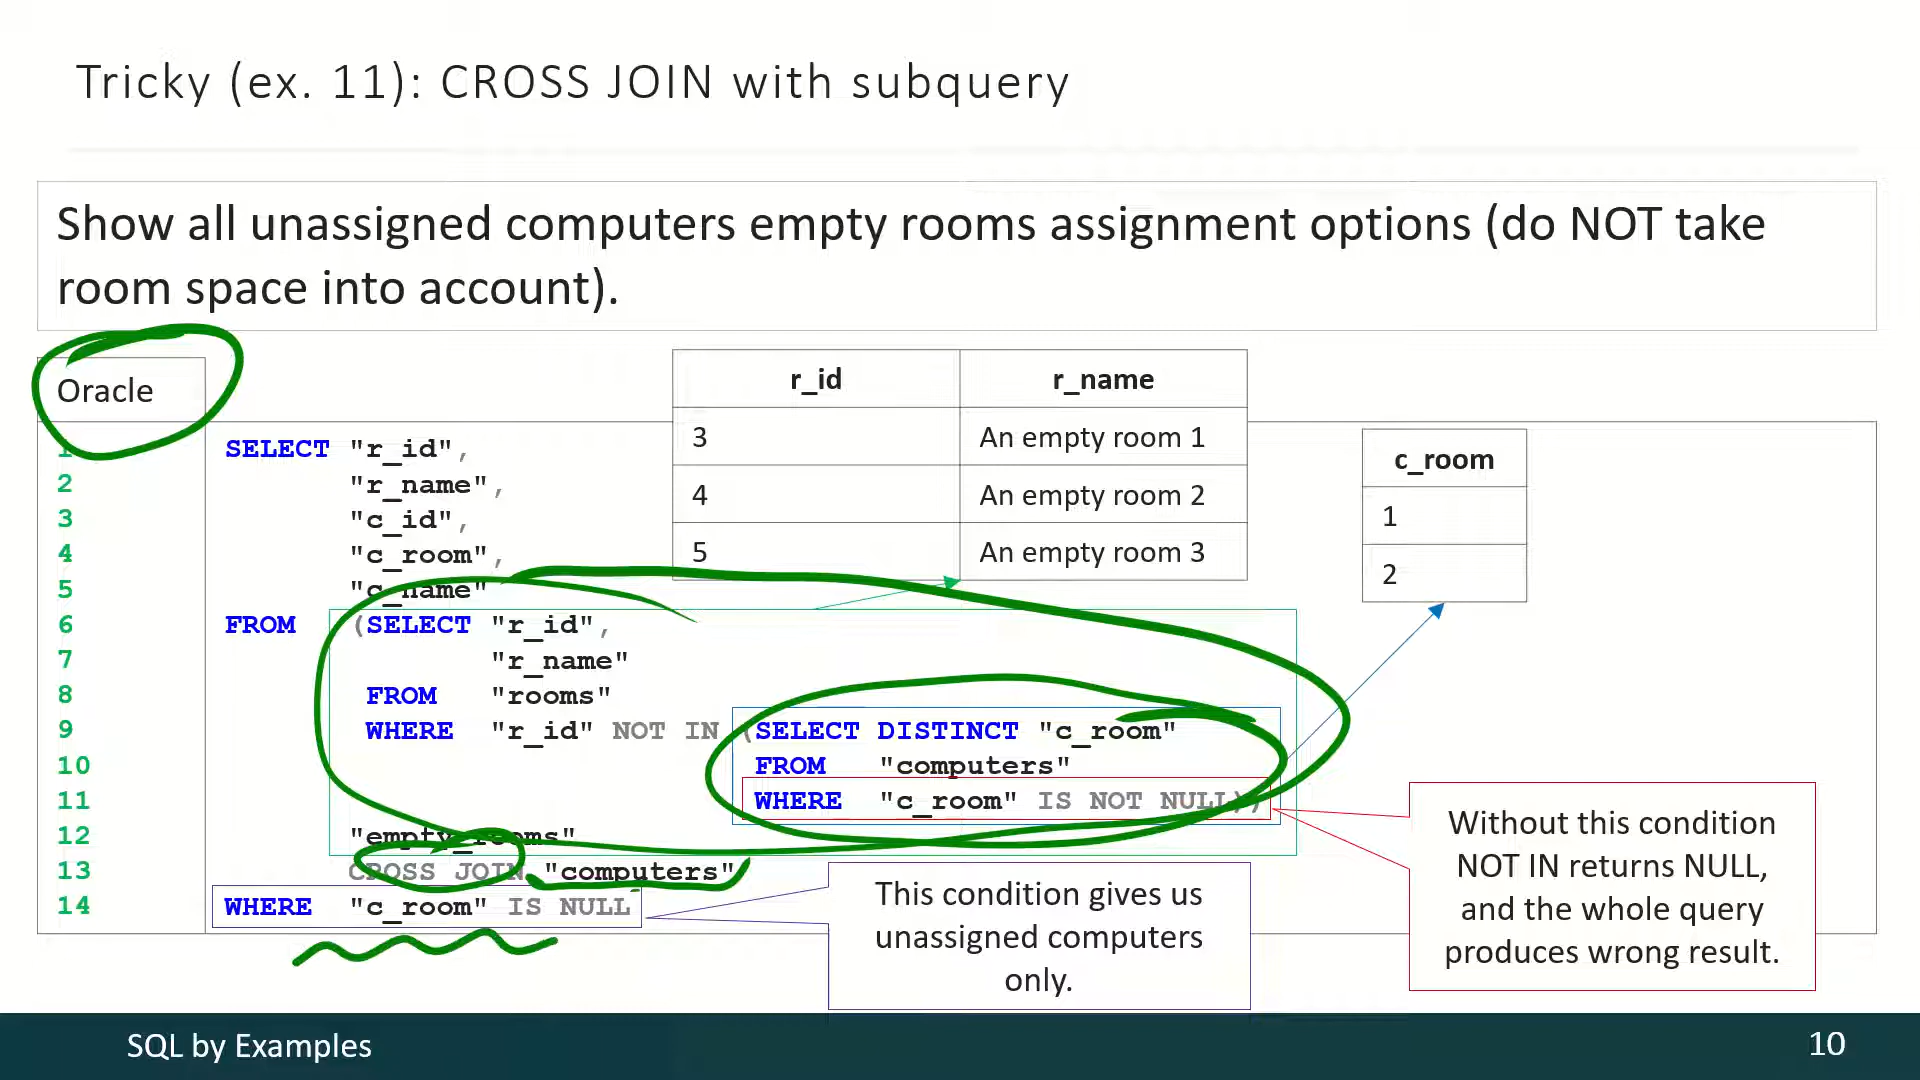 Tricky (ex. 11): CROSS JOIN with subquery
Show all unassigned computers empty rooms assignment options (do NOT take
room space into account).
Oracle
r_id r_name
3 An empty room 1
4 An empty room 2
5 An empty room 3
c_room
1
2
1 SELECT "r_id",
2 "r_name",
3 "c_id",
4 "c_room",
5 "c_name"
6 FROM (SELECT "r_id",
7 "r_name"
8 FROM "rooms"
9 WHERE "r_id" NOT IN (SELECT DISTINCT "c_room"
10 FROM "computers"
11 WHERE "c_room" IS NOT NULL))
12 "empty_rooms"
13 CROSS JOIN "computers"
14 WHERE "c_room" IS NULL
This condition gives us
unassigned computers
only.
Without this condition
NOT IN returns NULL,
and the whole query
produces wrong result.
SQL by Examples
10